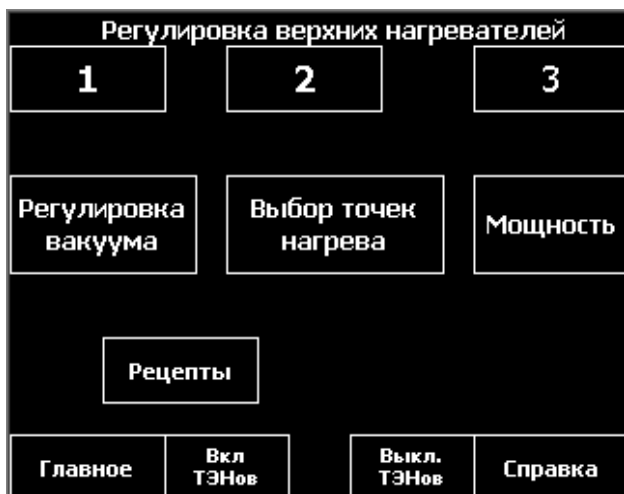 Регулировка верхних нагревателей
1 2 3
Регулировка
вакуума
Выбор точек
нагрева
Мощность
Рецепты
Главное
Вкл
ТЭНов
Выкл.
ТЭНов
Справка